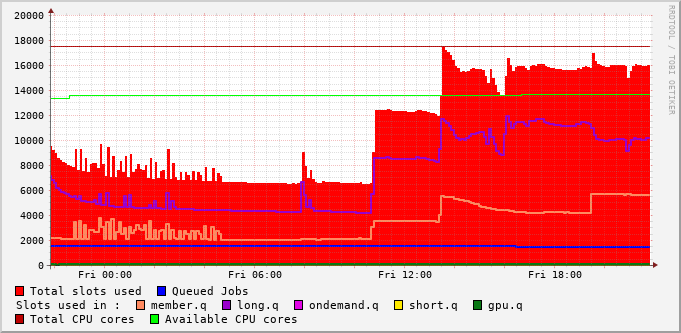 RRDTOOL / TOBI OETIKER
20000
18000
16000
14000
12000
10000
8000
6000
4000
2000
0
Fri 00:00 Fri 06:00 Fri 12:00 Fri 18:00
Total slots used Queued Jobs
Slots used in : member.q long.q ondemand.q short.q gpu.q
Total CPU cores Available CPU cores